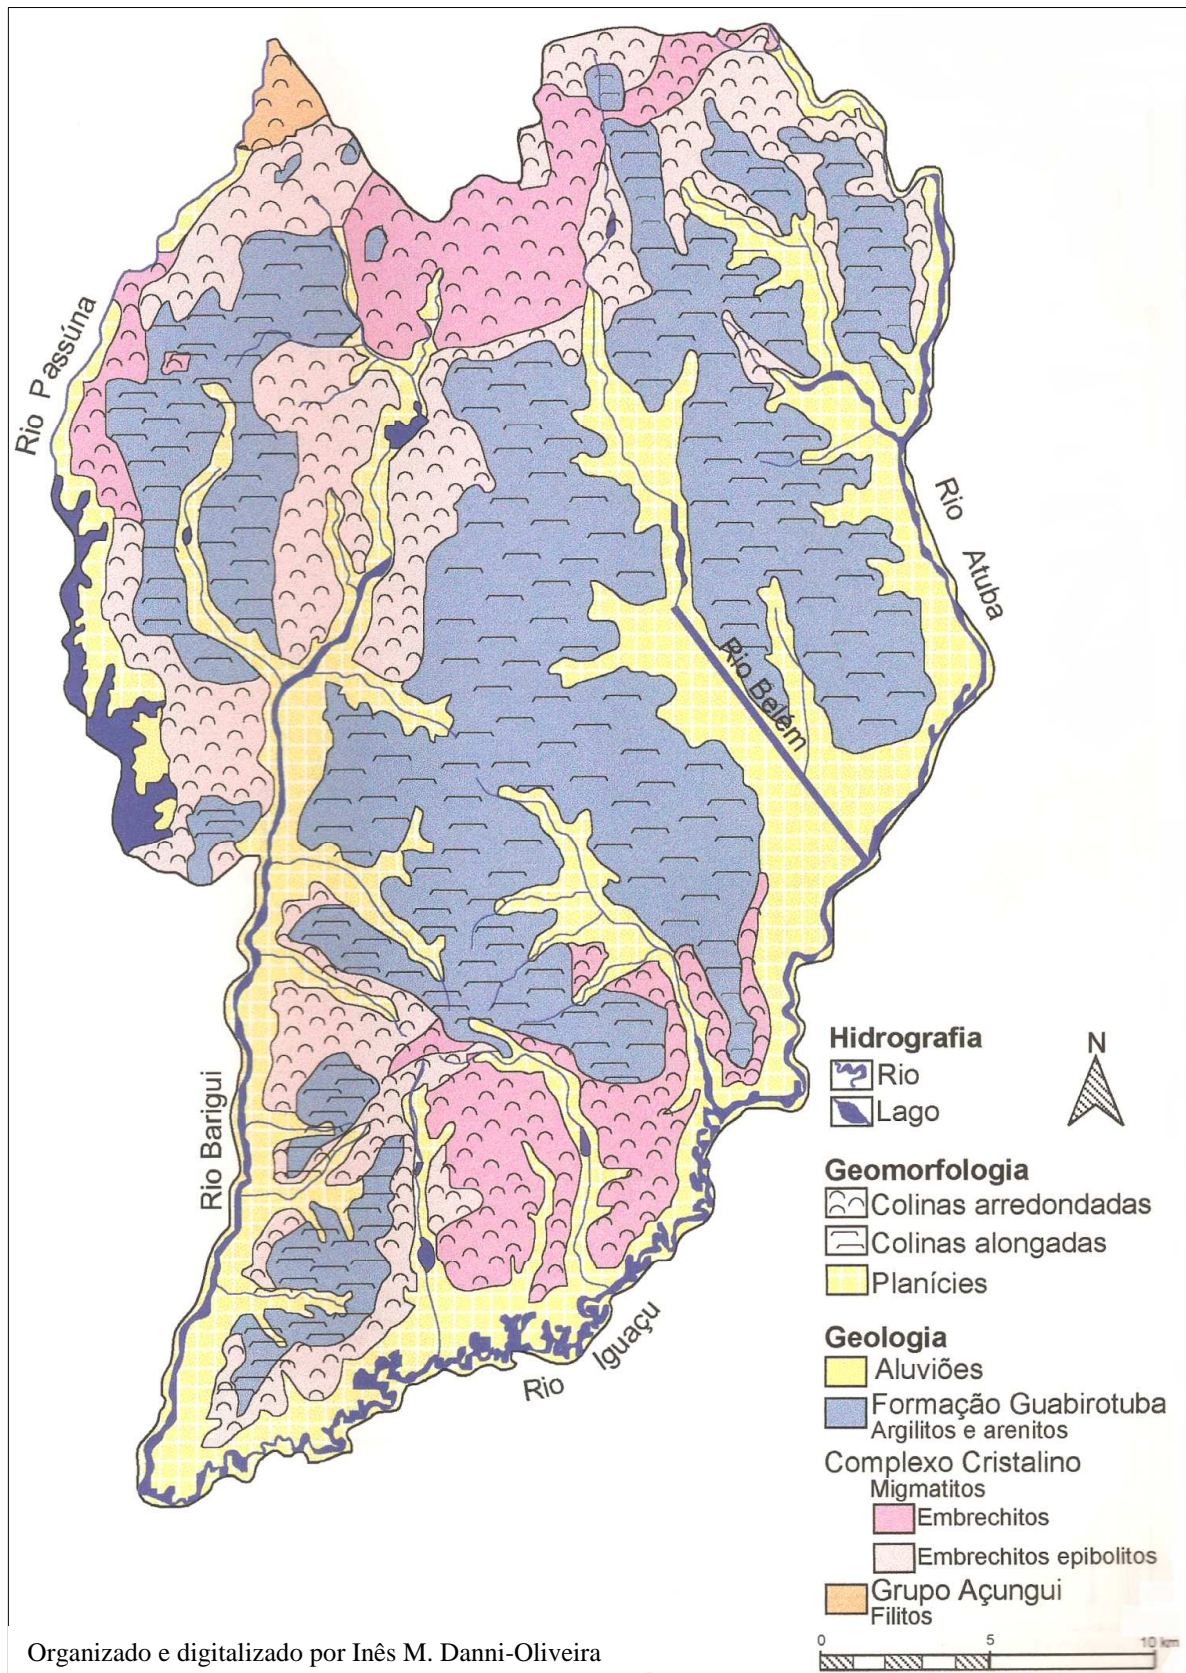 Rio Passúna
Rio Atuba
Rio Belém
Rio Barigui
Rio Iguaçu
Hidrografia
N
Rio
Lago
Geomorfologia
Colinas arredondadas
Colinas alongadas
Planícies
Geologia
Aluviões
Formação Guabirotuba
Argilitos e arenitos
Complexo Cristalino
Migmatitos
Embrechitos
Embrechitos epibolitos
Grupo Açungui
Filitos
0 5 10 km
Organizado e digitalizado por Inês M. Danni-Oliveira